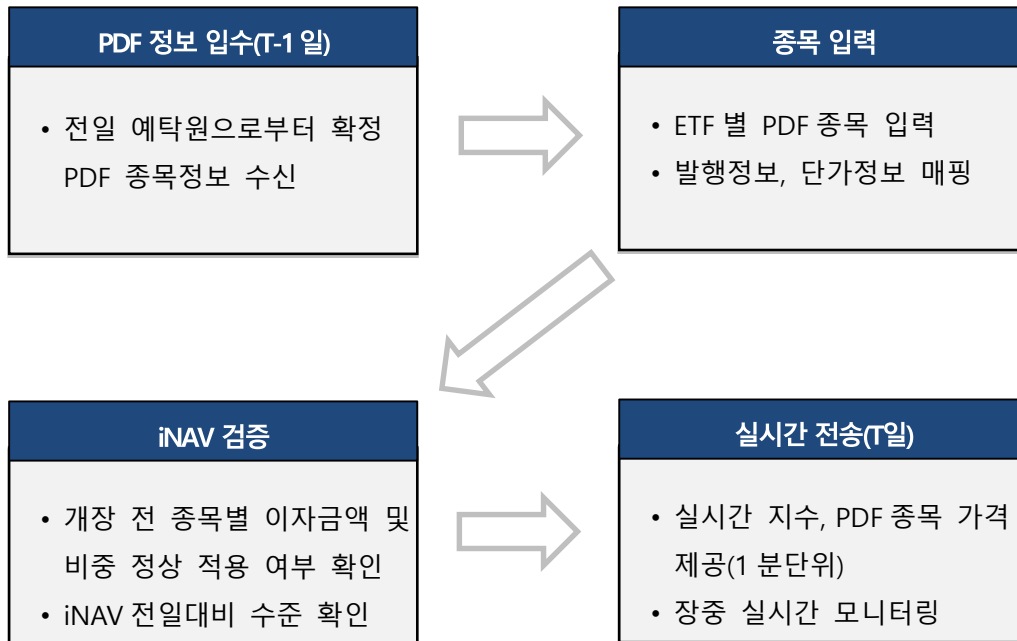 PDF 정보 입수(T-1 일)
• 전일 예탁원으로부터 확정
PDF 종목정보 수신
종목 입력
• ETF 별 PDF 종목 입력
• 발행정보, 단가정보 매핑
iNAV 검증
• 개장 전 종목별 이자금액 및
비중 정상 적용 여부 확인
• iNAV 전일대비 수준 확인
실시간 전송(T일)
• 실시간 지수, PDF 종목 가격
제공(1 분단위)
• 장중 실시간 모니터링